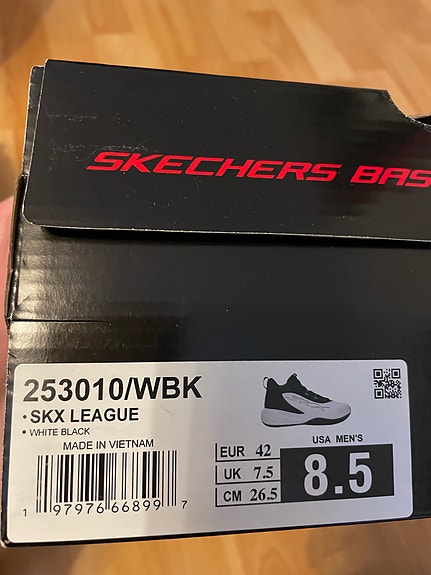 SKECHERS BAS
253010/WBK
• SKX LEAGUE
• WHITE BLACK
MADE IN VIETNAM
1 97976 66899 7
EUR 42
UK 7.5
CM 26.5
USA MEN'S
8.5